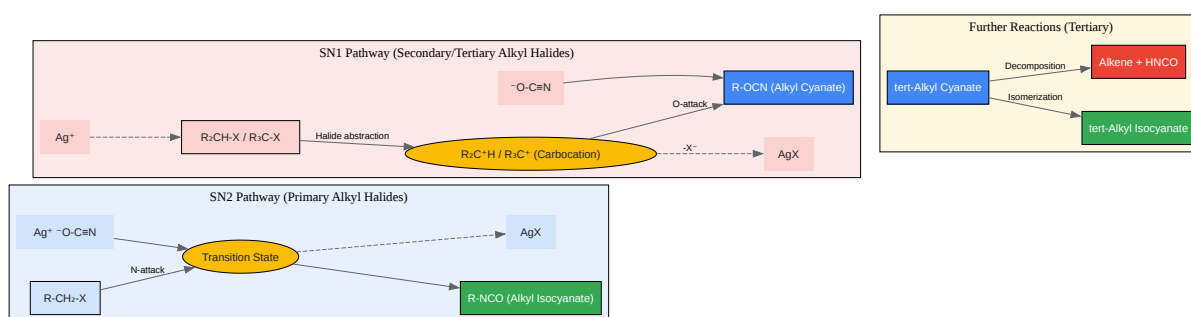 SN1 Pathway (Secondary/Tertiary Alkyl Halides)
⁻O-C≡N
R-OCN (Alkyl Cyanate)
O-attack
Ag⁺
R₂CH-X / R₃C-X
Halide abstraction
R₂C⁺H / R₃C⁺ (Carbocation)
-X⁻
AgX
Further Reactions (Tertiary)
tert-Alkyl Cyanate
Decomposition
Alkene + HNCO
Isomerization
tert-Alkyl Isocyanate
SN2 Pathway (Primary Alkyl Halides)
Ag⁺ ⁻O-C≡N
AgX
Transition State
N-attack
R-CH₂-X
R-NCO (Alkyl Isocyanate)